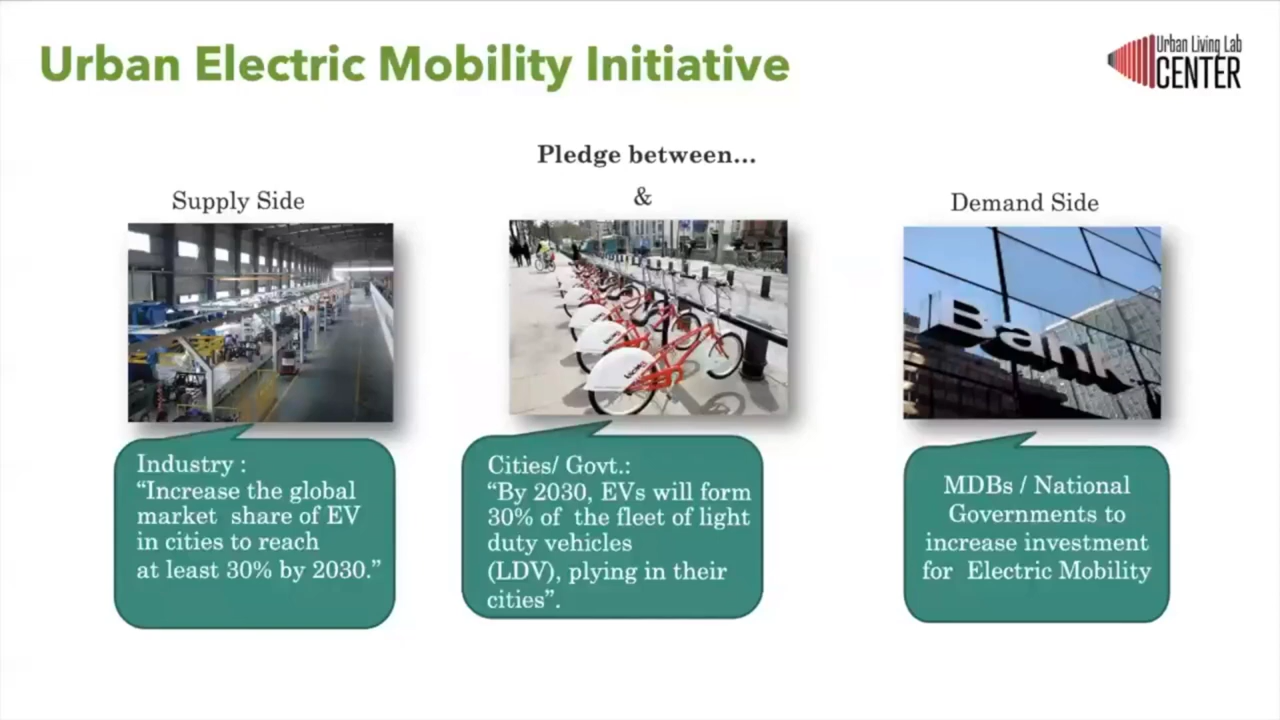 Urban Electric Mobility Initiative
Urban Living Lab
CENTER
Pledge between...
&
Supply Side
Demand Side
Bank
Industry :
“Increase the global
market share of EV
in cities to reach
at least 30% by 2030.”
Cities/ Govt.:
“By 2030, EVs will form
30% of the fleet of light
duty vehicles
(LDV), plying in their
cities”.
MDBs / National
Governments to
increase investment
for Electric Mobility